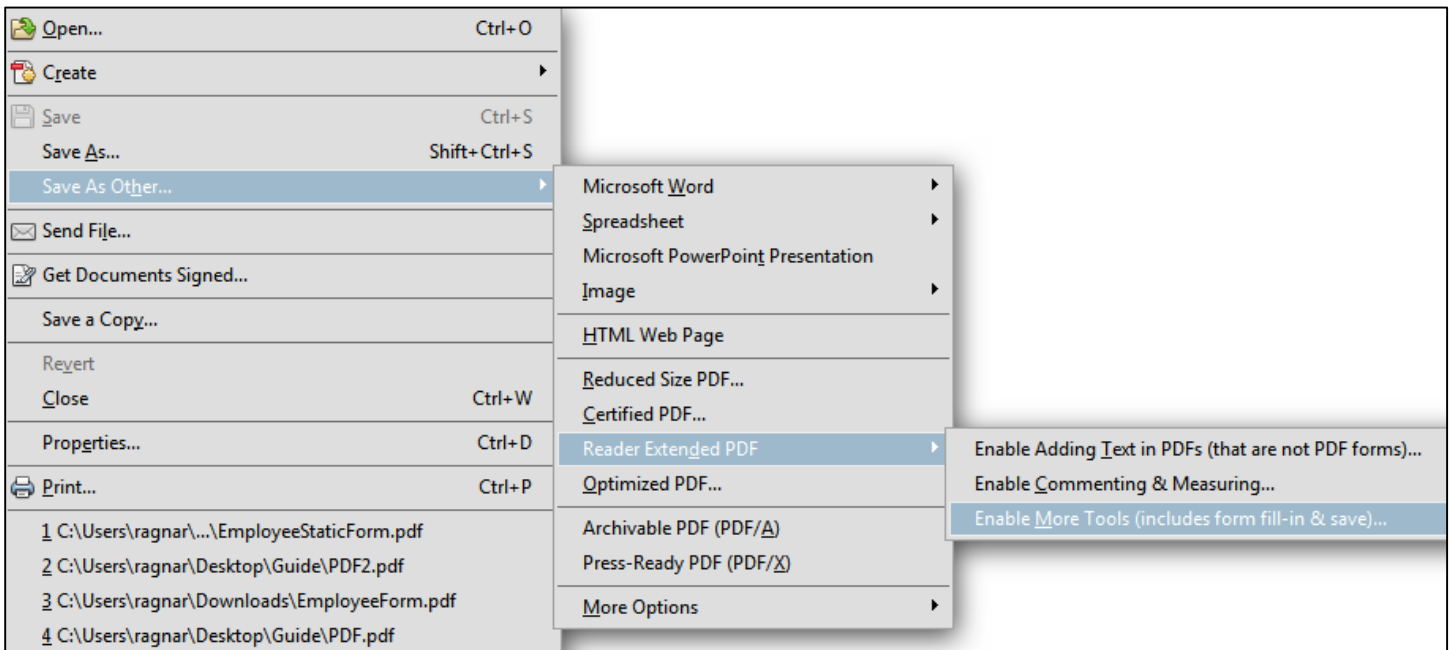 Open... Ctrl+O
Create
Save Ctrl+S
Save As... Shift+Ctrl+S
Save As Other...
Send File...
Get Documents Signed...
Save a Copy...
Revert
Close Ctrl+W
Properties... Ctrl+D
Print... Ctrl+P
1 C:\Users\ragnar\...\EmployeeStaticForm.pdf
2 C:\Users\ragnar\Desktop\Guide\PDF2.pdf
3 C:\Users\ragnar\Downloads\EmployeeForm.pdf
4 C:\Users\ragnar\Desktop\Guide\PDF.pdf
Microsoft Word
Spreadsheet
Microsoft PowerPoint Presentation
Image
HTML Web Page
Reduced Size PDF...
Certified PDF...
Reader Extended PDF
Optimized PDF...
Archivable PDF (PDF/A)
Press-Ready PDF (PDF/X)
More Options
Enable Adding Text in PDFs (that are not PDF forms)...
Enable Commenting & Measuring...
Enable More Tools (includes form fill-in & save)...